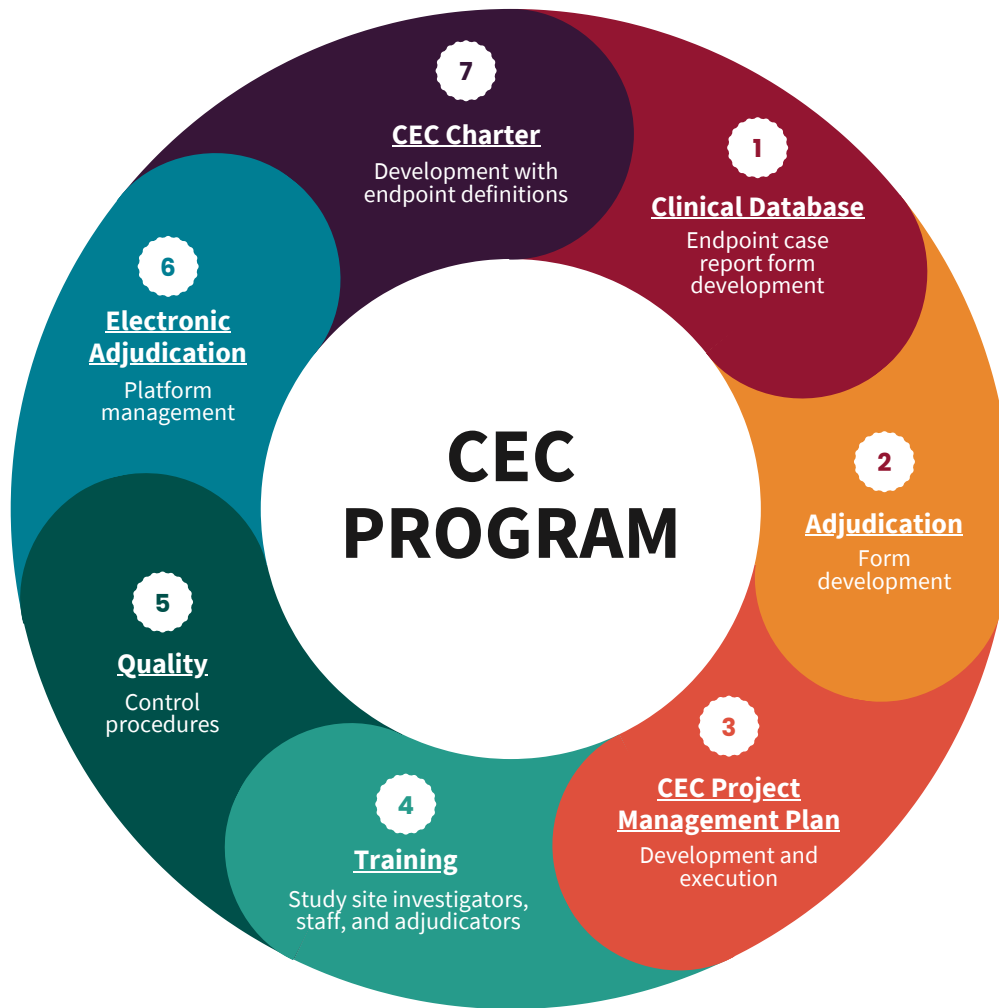 CEC
PROGRAM
1
Clinical Database
Endpoint case
report form
development
2
Adjudication
Form
development
3
CEC Project
Management Plan
Development and
execution
4
Training
Study site investigators,
staff, and adjudicators
5
Quality
Control
procedures
6
Electronic
Adjudication
Platform
management
7
CEC Charter
Development with
endpoint definitions